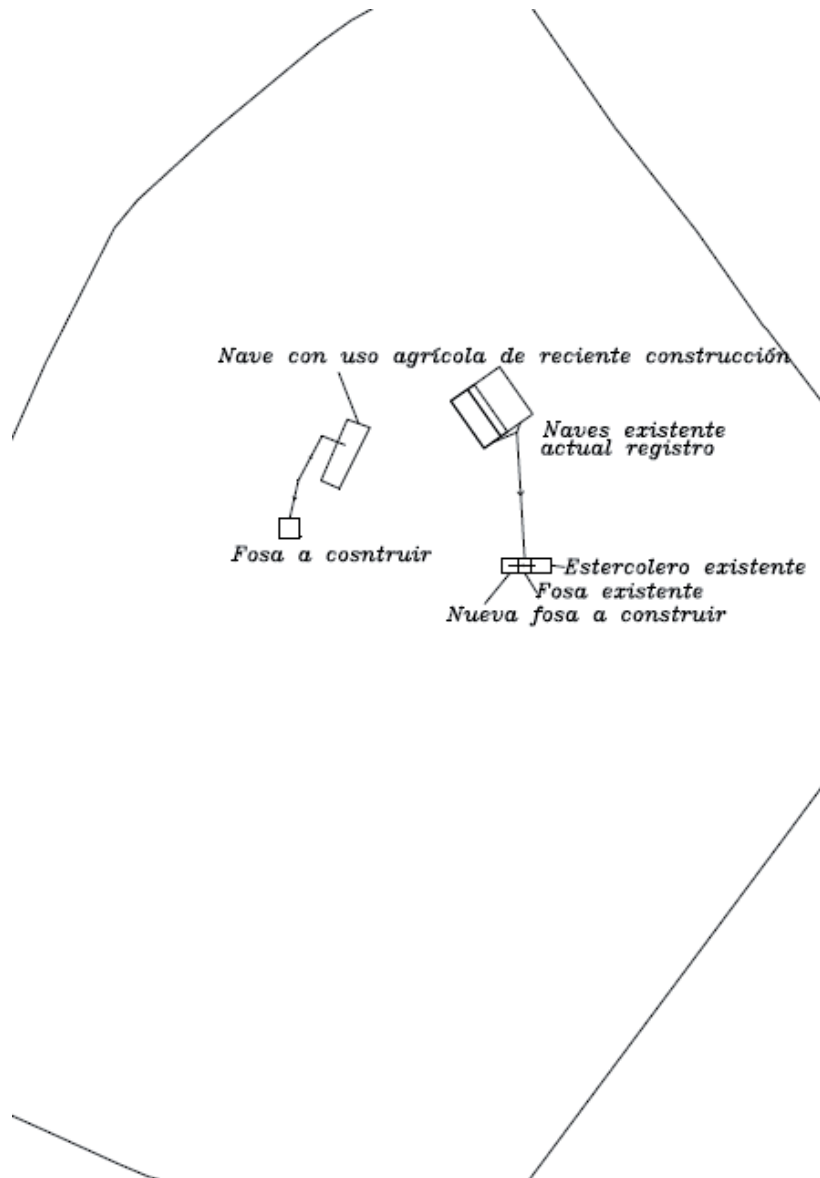 Nave con uso agrícola de reciente construcción
Naves existente
actual registro
Fosa a cosntruir
Estercolero existente
Fosa existente
Nueva fosa a construir